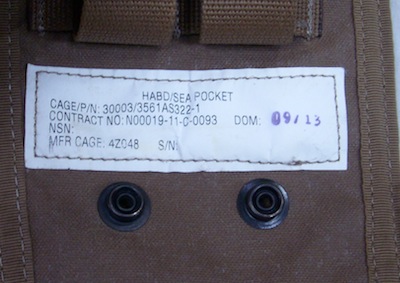 HABD/SEA POCKET
CAGE/P/N: 30003/3561AS322-1
CONTRACT NO: N00019-11-C-0093 DOM: 09/13
NSN:
MFR CAGE: 4Z048 S/N: